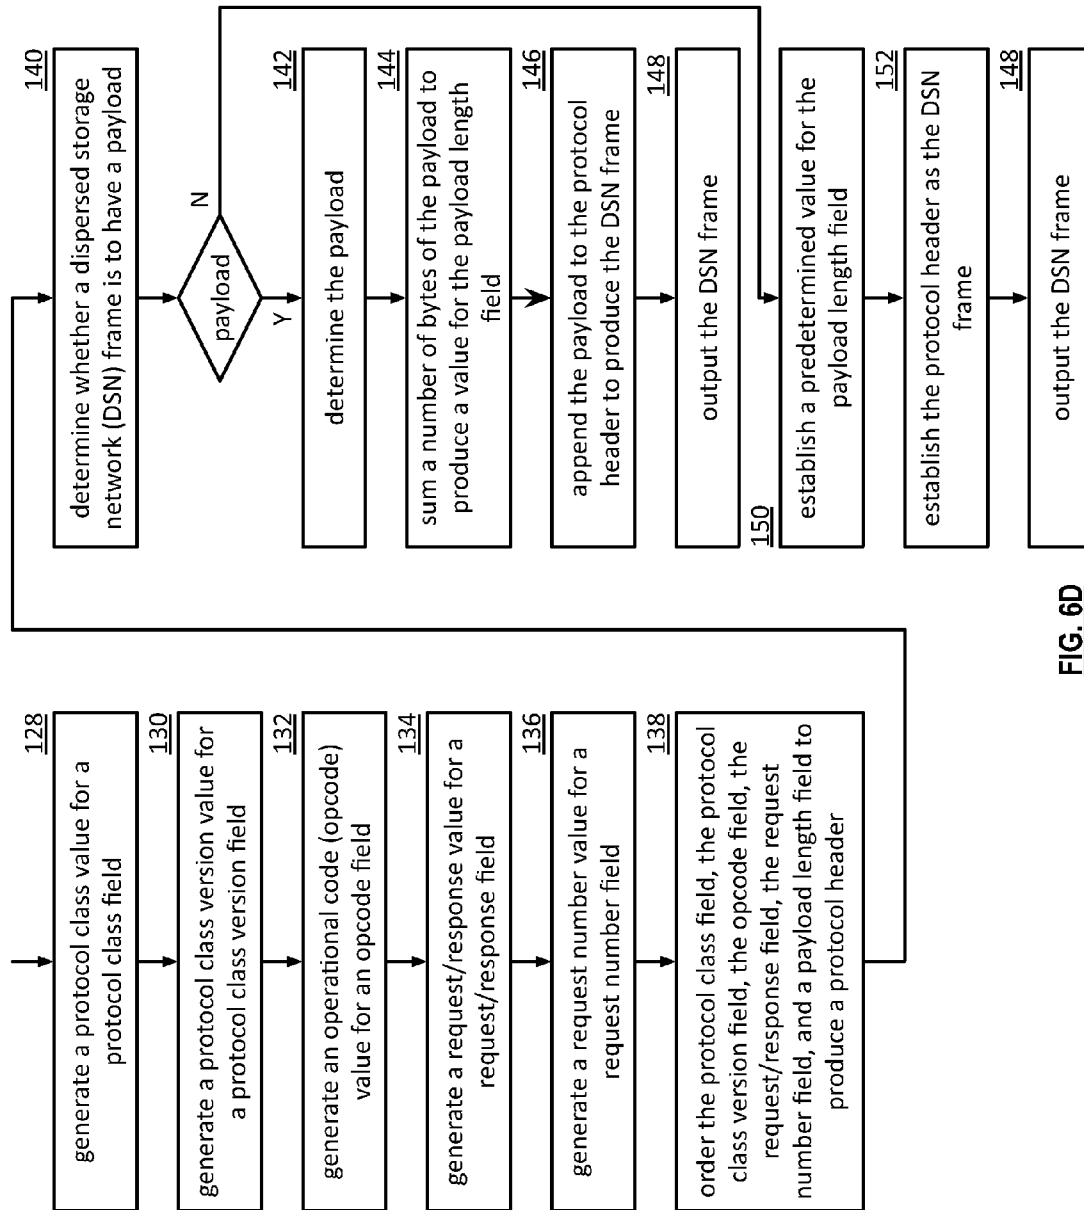 128
generate a protocol class value for a
protocol class field
130
generate a protocol class version value for
a protocol class version field
132
generate an operational code (opcode)
value for an opcode field
134
generate a request/response value for a
request/response field
136
generate a request number value for a
request number field
138
order the protocol class field, the protocol
class version field, the opcode field, the
request/response field, the request
number field, and a payload length field to
produce a protocol header
140
determine whether a dispersed storage
network (DSN) frame is to have a payload
payload
N
Y
142
determine the payload
144
sum a number of bytes of the payload to
produce a value for the payload length
field
146
append the payload to the protocol
header to produce the DSN frame
148
output the DSN frame
150
establish a predetermined value for the
payload length field
152
establish the protocol header as the DSN
frame
148
output the DSN frame
FIG. 6D